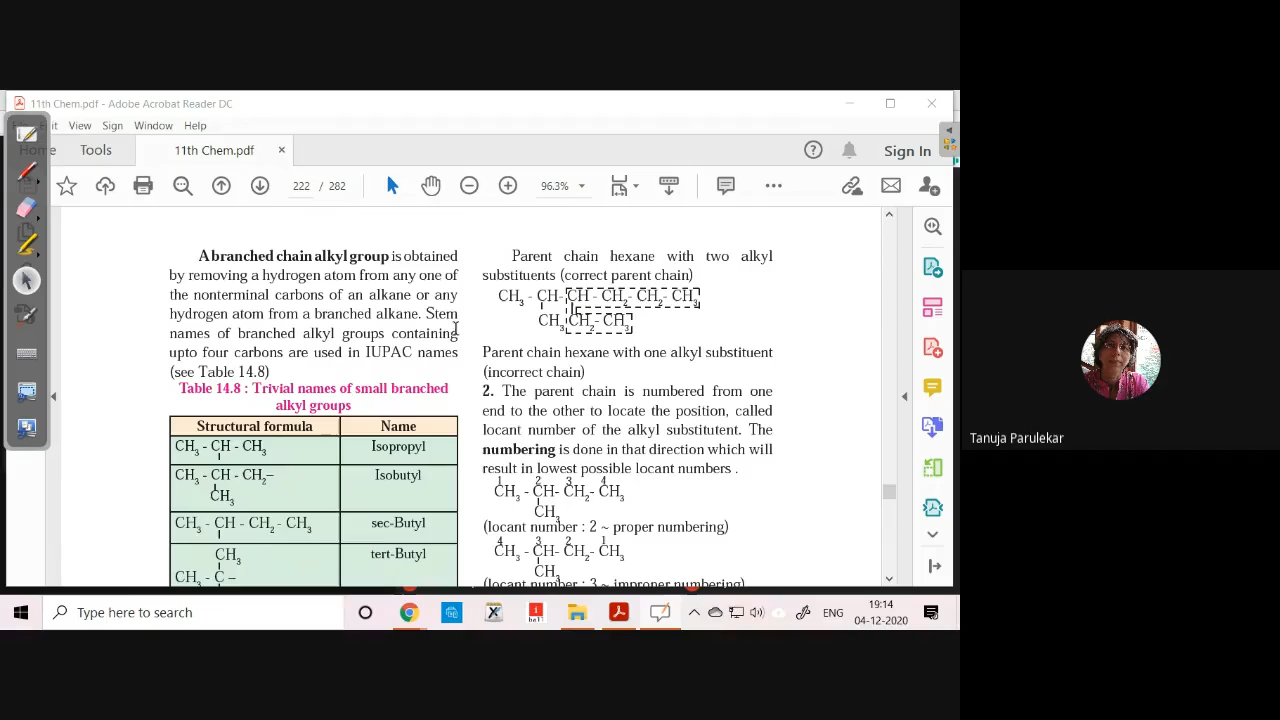 11th Chem.pdf - Adobe Acrobat Reader DC
View Sign Window Help
Home Tools 11th Chem.pdf × Sign In
222 / 282 96.3%
A branched chain alkyl group is obtained
by removing a hydrogen atom from any one of
the nonterminal carbons of an alkane or any
hydrogen atom from a branched alkane. Stem
names of branched alkyl groups containing
upto four carbons are used in IUPAC names
(see Table 14.8)
Table 14.8 : Trivial names of small branched
alkyl groups
Structural formula Name
CH3 - CH - CH3 Isopropyl
CH3 - CH - CH2– Isobutyl
CH3
CH3 - CH - CH2 - CH3 sec-Butyl
CH3 tert-Butyl
CH3 - C –
Parent chain hexane with two alkyl
substituents (correct parent chain)
CH3 - CH- CH - CH2- CH2- CH3
CH3 CH2- CH3
Parent chain hexane with one alkyl substituent
(incorrect chain)
2. The parent chain is numbered from one
end to the other to locate the position, called
locant number of the alkyl substituent. The
numbering is done in that direction which will
result in lowest possible locant numbers .
1 2 3 4
CH3 - CH- CH2- CH3
CH3
(locant number : 2 ~ proper numbering)
4 3 2 1
CH3 - CH- CH2- CH3
CH3
(locant number : 3 ~ improper numbering)
Tanuja Parulekar
Type here to search
ENG
19:14
04-12-2020